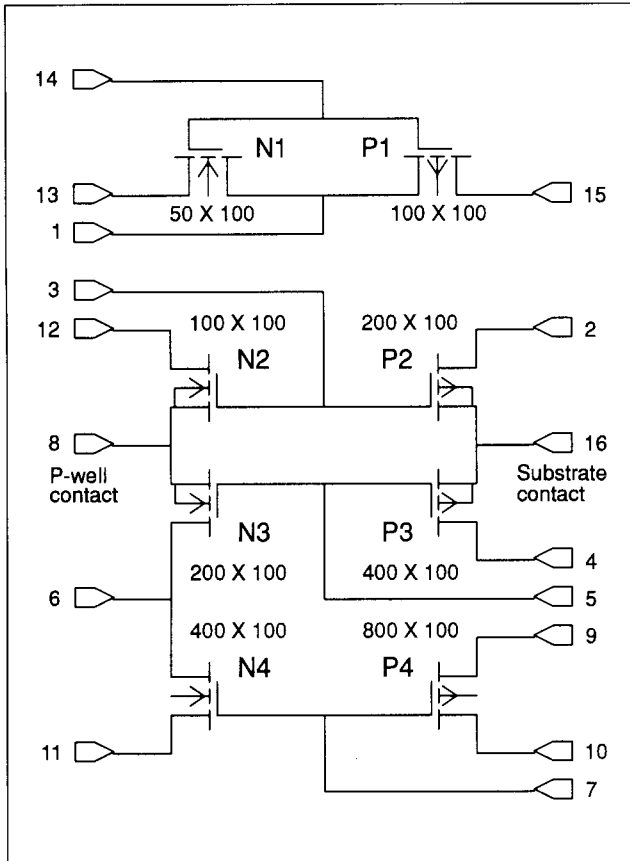 14
N1 P1
13 15
50 X 100 100 X 100
1
3
12 100 X 100 200 X 100 2
N2 P2
8 16
P-well Substrate
contact contact
N3 P3
4
200 X 100 400 X 100
6 5
400 X 100 800 X 100 9
N4 P4
11 10
7